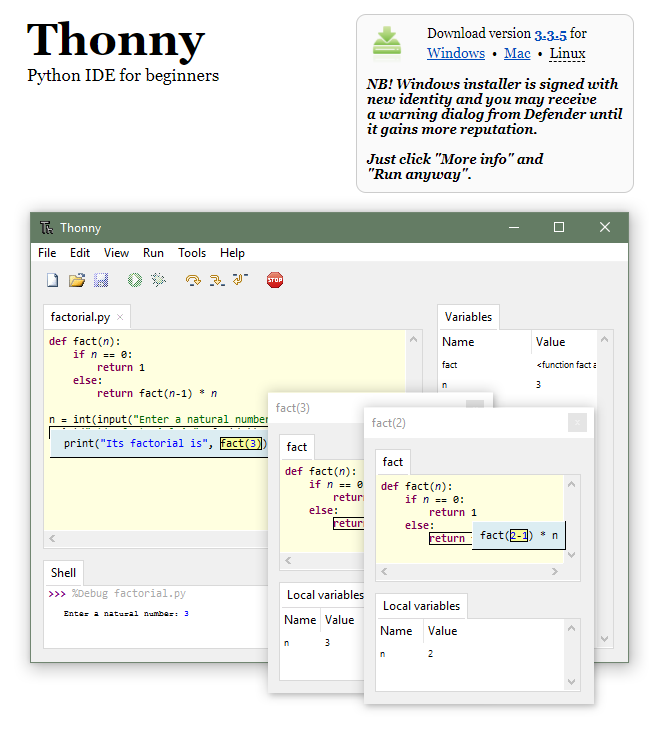 Thonny
Python IDE for beginners
Download version 3.3.5 for
Windows • Mac • Linux
NB! Windows installer is signed with
new identity and you may receive
a warning dialog from Defender until
it gains more reputation.
Just click "More info" and
"Run anyway".
Th Thonny
File Edit View Run Tools Help
STOP
factorial.py ×
def fact(n):
if n == 0:
return 1
else:
return fact(n-1) * n
n = int(input("Enter a natural number
print("Its factorial is", fact(3))
Shell
>>> %Debug factorial.py
Enter a natural number: 3
Variables
Name Value
fact <function fact a
n 3
fact(3)
fact
def fact(n):
if n == 0
return
else:
return
Local variables
Name Value
n 3
fact(2)
fact
def fact(n):
if n == 0:
return 1
else:
return fact(2-1) * n
Local variables
Name Value
n 2